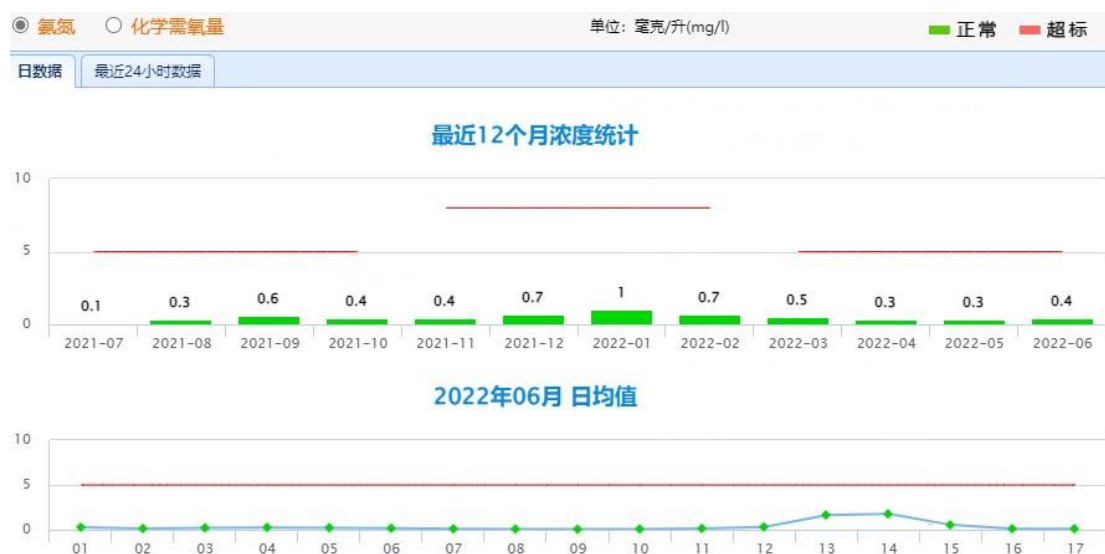 氨氮 化学需氧量 单位：毫克/升(mg/l) 正常 超标
日数据 最近24小时数据
最近12个月浓度统计
10
5
0.1 0.3 0.6 0.4 0.4 0.7 1 0.7 0.5 0.3 0.3 0.4
0
2021-07 2021-08 2021-09 2021-10 2021-11 2021-12 2022-01 2022-02 2022-03 2022-04 2022-05 2022-06
2022年06月 日均值
10
5
0
01 02 03 04 05 06 07 08 09 10 11 12 13 14 15 16 17